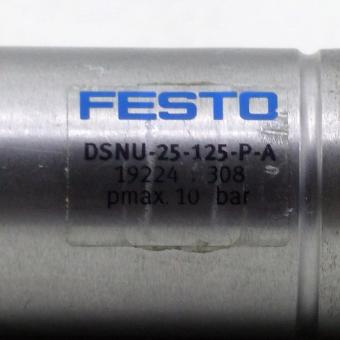 FESTO
DSNU-25-125-P-A
19224 308
pmax. 10 bar